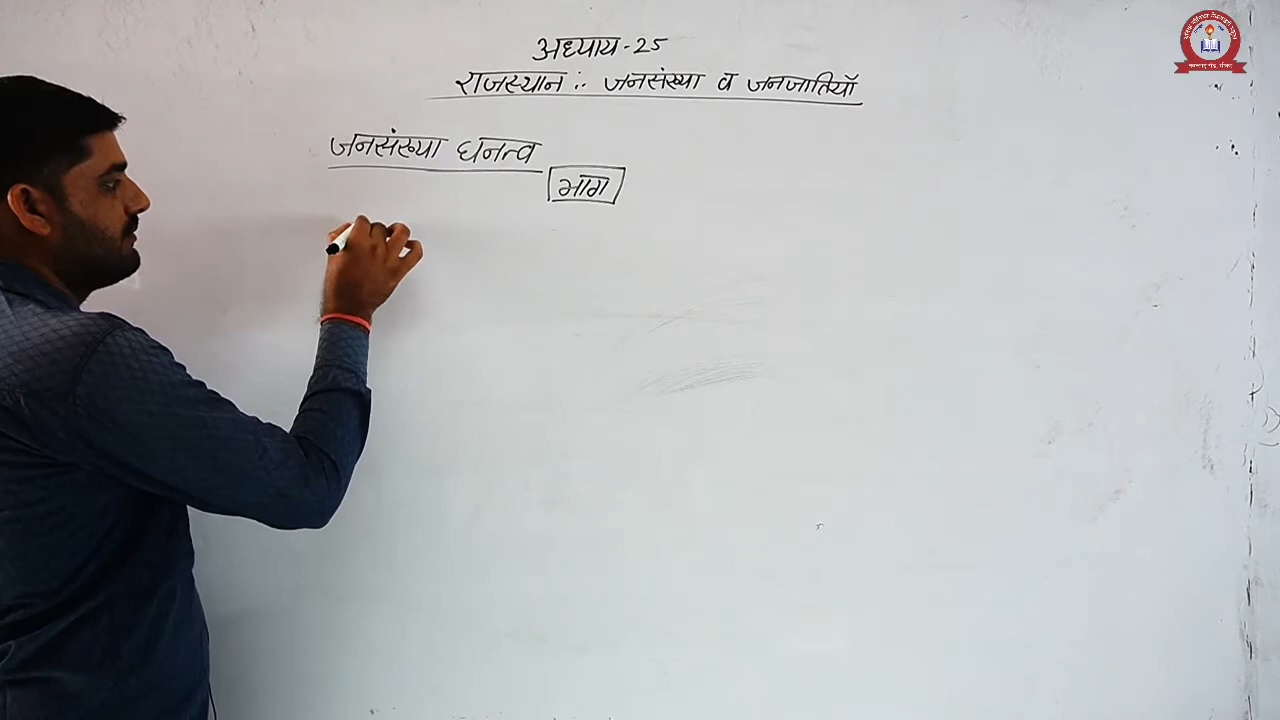 अध्याय - 25
राजस्थान :. जनसंख्या व जनजातियाँ
जनसंख्या घनत्व
भाग